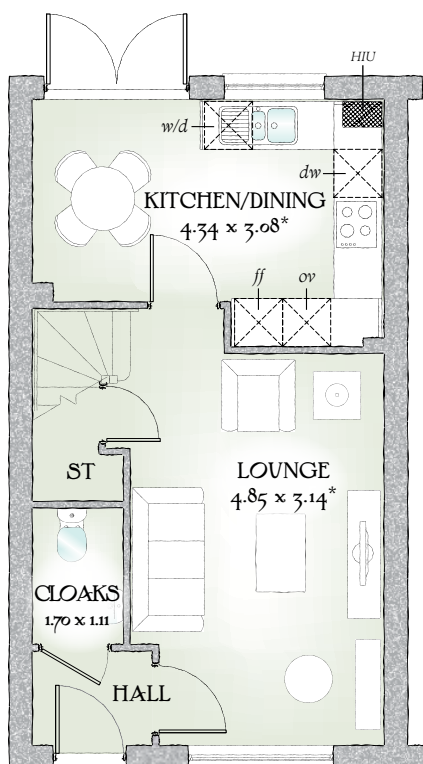 HIU
w/d
dw
KITCHEN/DINING
4.34 x 3.08*
ff
ov
ST
LOUNGE
4.85 x 3.14*
CLOAKS
1.70 x 1.11
HALL